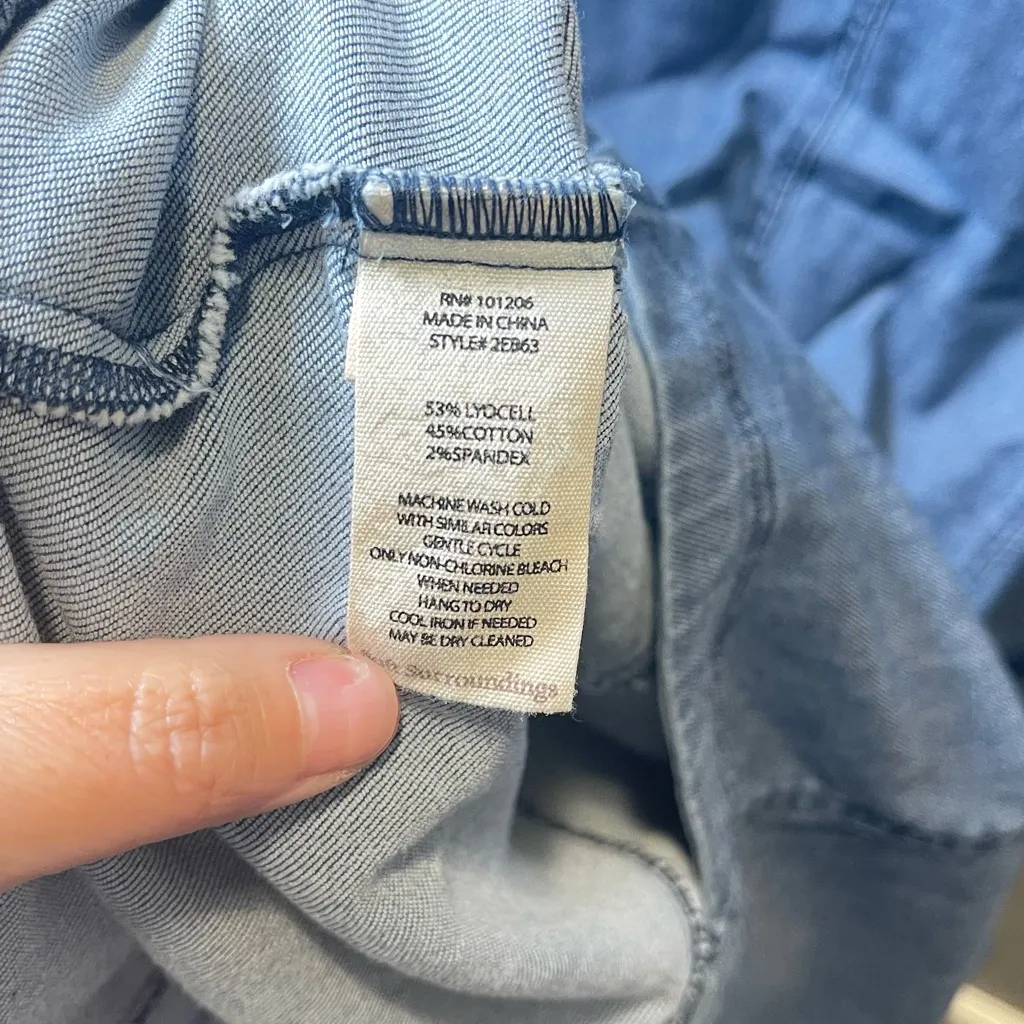 RN# 101206
MADE IN CHINA
STYLE# 2EB63
53% LYOCELL
45%COTTON
2%SPANDEX
MACHINE WASH COLD
WITH SIMILAR COLORS
GENTLE CYCLE
ONLY NON-CHLORINE BLEACH
WHEN NEEDED
HANG TO DRY
COOL IRON IF NEEDED
MAY BE DRY CLEANED
Soft Surroundings